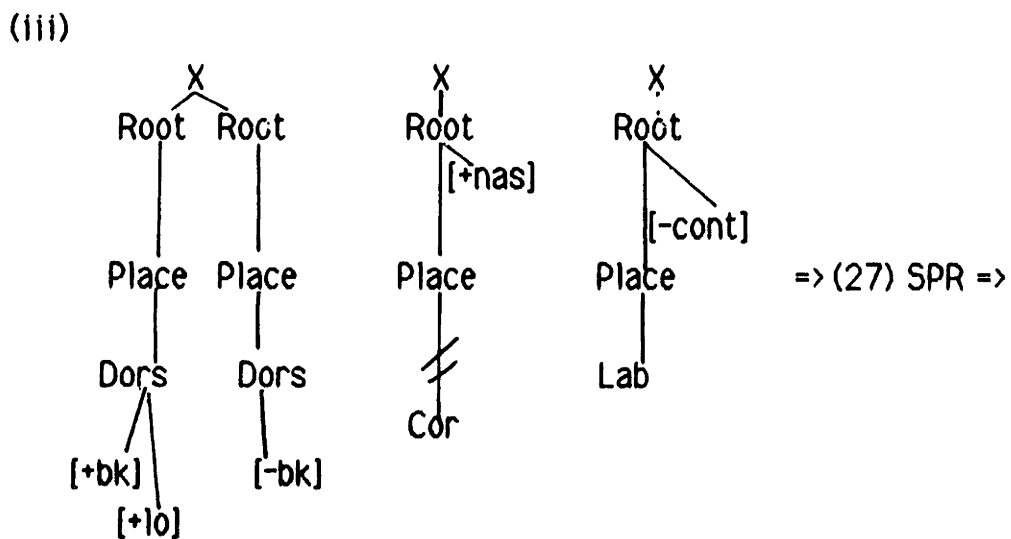 (iii)
X X X
Root Root Root Root
[+nas]
[-cont]
Place Place Place Place => (27) SPR =>
Dors Dors Lab
Cor
[+bk] [-bk]
[+lo]